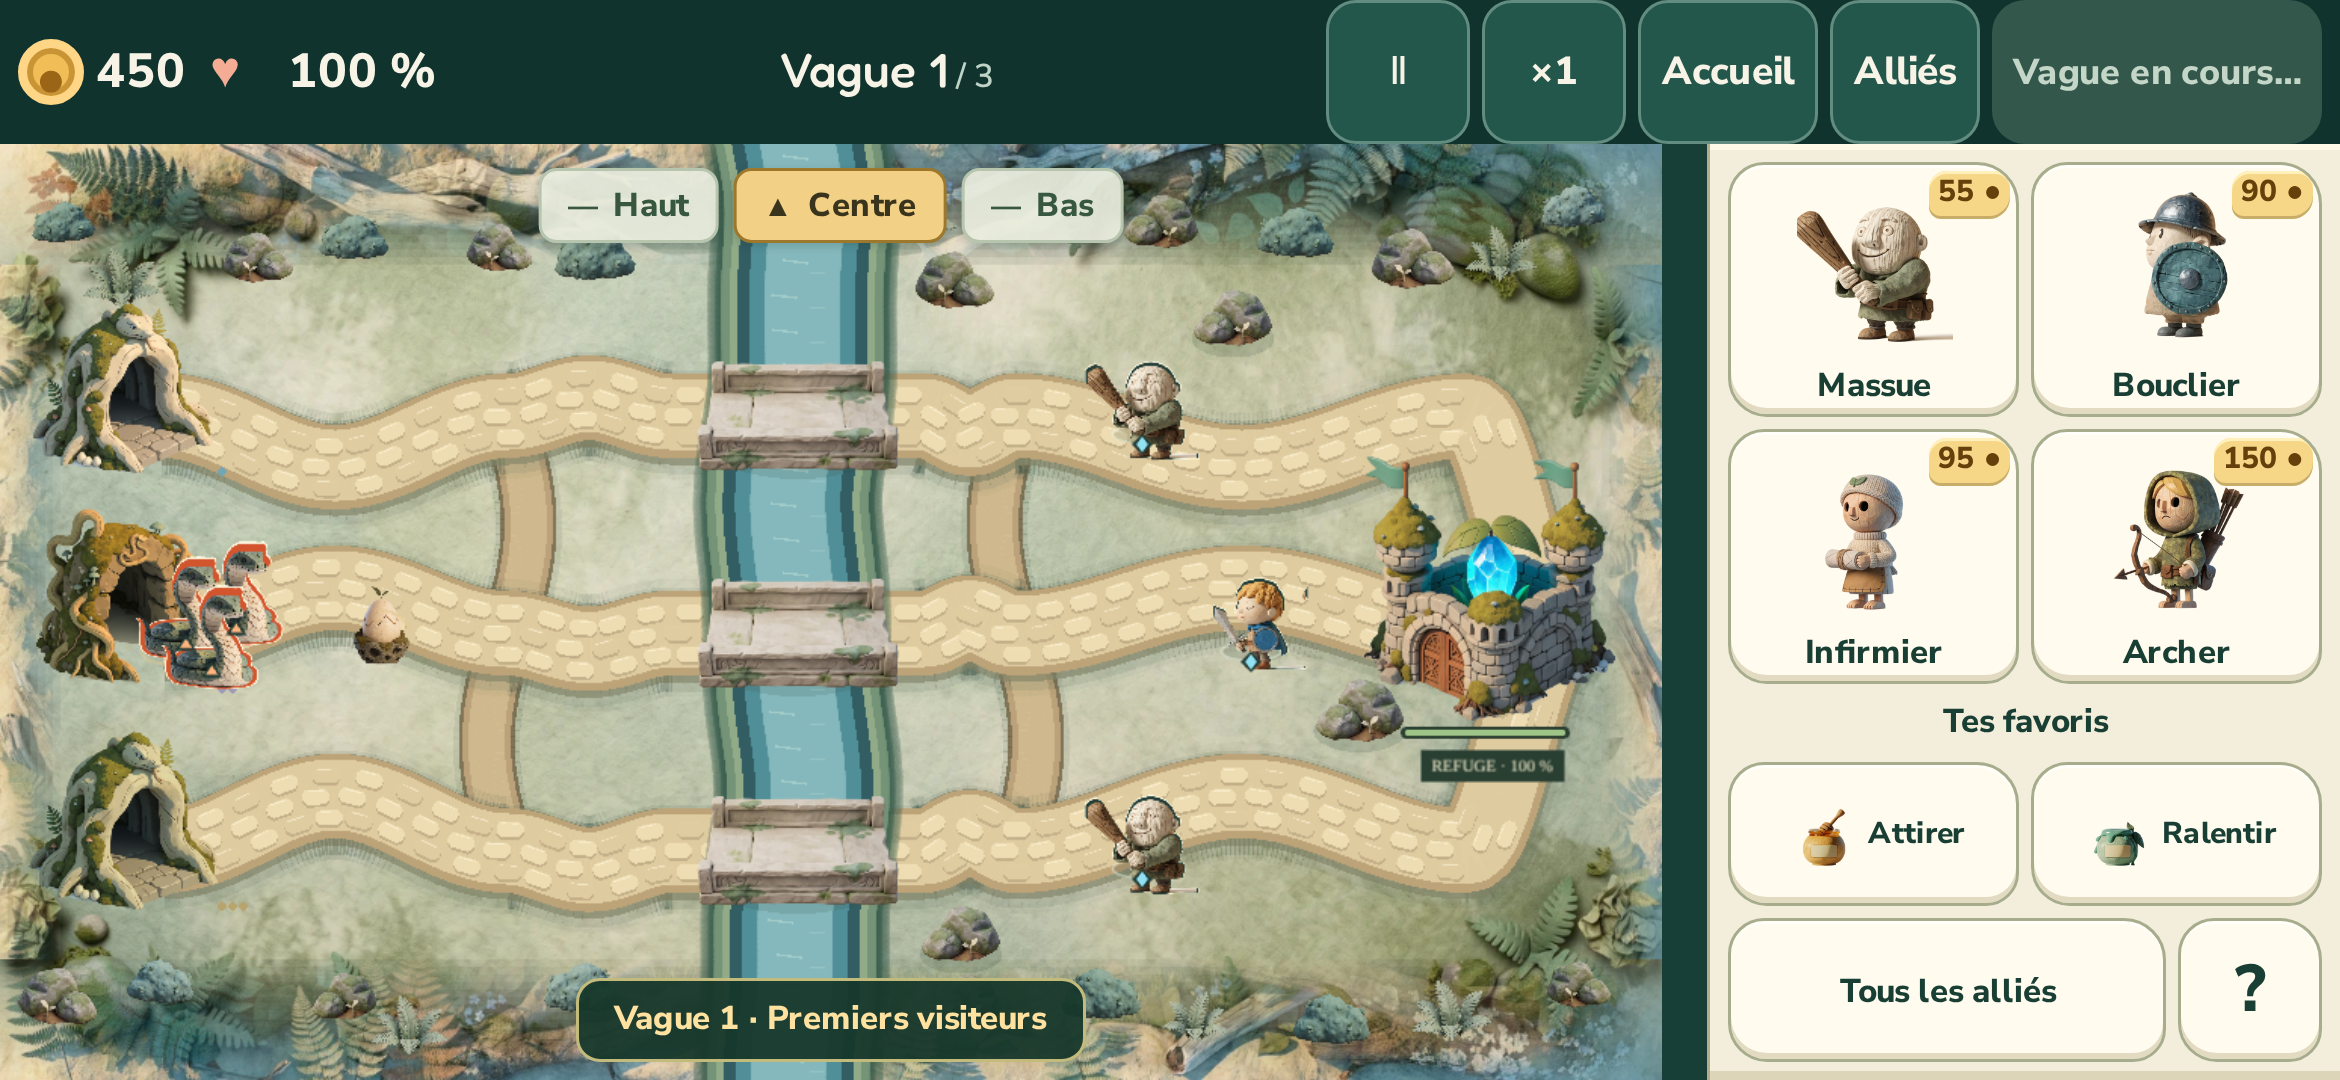 450 ♥ 100 %
Vague 1 / 3
II
×1
Accueil
Alliés
Vague en cours...
— Haut
▲ Centre
— Bas
55 ●
Massue
90 ●
Bouclier
95 ●
Infirmier
150 ●
Archer
Tes favoris
Attirer
Ralentir
Tous les alliés
?
REFUGE · 100 %
Vague 1 · Premiers visiteurs